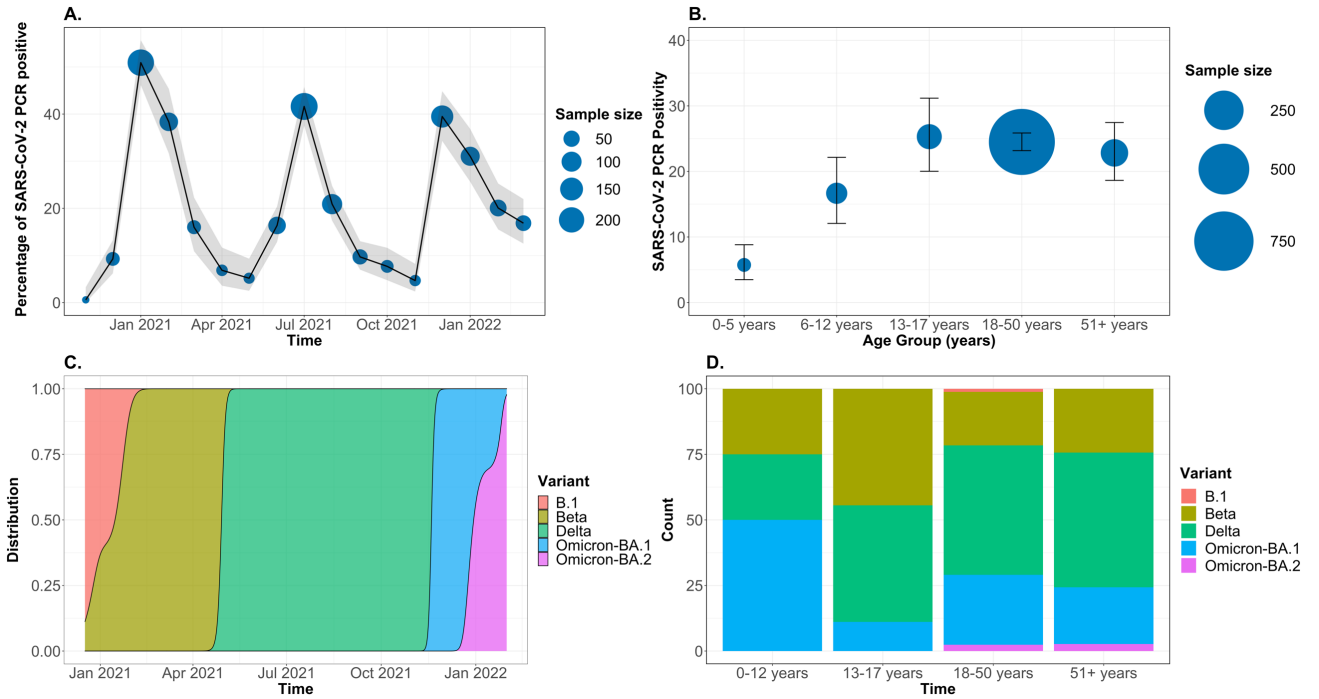 A.
Percentage of SARS-CoV-2 PCR positive
40
20
0
Jan 2021 Apr 2021 Jul 2021 Oct 2021 Jan 2022
Time
Sample size
50
100
150
200
B.
SARS-CoV-2 PCR Positivity
40
30
20
10
0
0-5 years 6-12 years 13-17 years 18-50 years 51+ years
Age Group (years)
Sample size
250
500
750
C.
Distribution
1.00
0.75
0.50
0.25
0.00
Jan 2021 Apr 2021 Jul 2021 Oct 2021 Jan 2022
Time
Variant
B.1
Beta
Delta
Omicron-BA.1
Omicron-BA.2
D.
Count
100
75
50
25
0
0-12 years 13-17 years 18-50 years 51+ years
Time
Variant
B.1
Beta
Delta
Omicron-BA.1
Omicron-BA.2